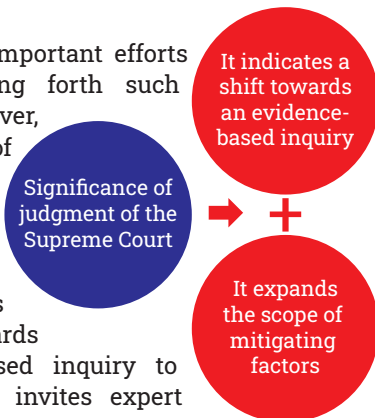 mportant efforts
ng forth such
ver,
of
It indicates a
shift towards
an evidence-
based inquiry
Significance of
judgment of the
Supreme Court
It expands
the scope of
mitigating
factors
s
ards
sed inquiry to
invites expert